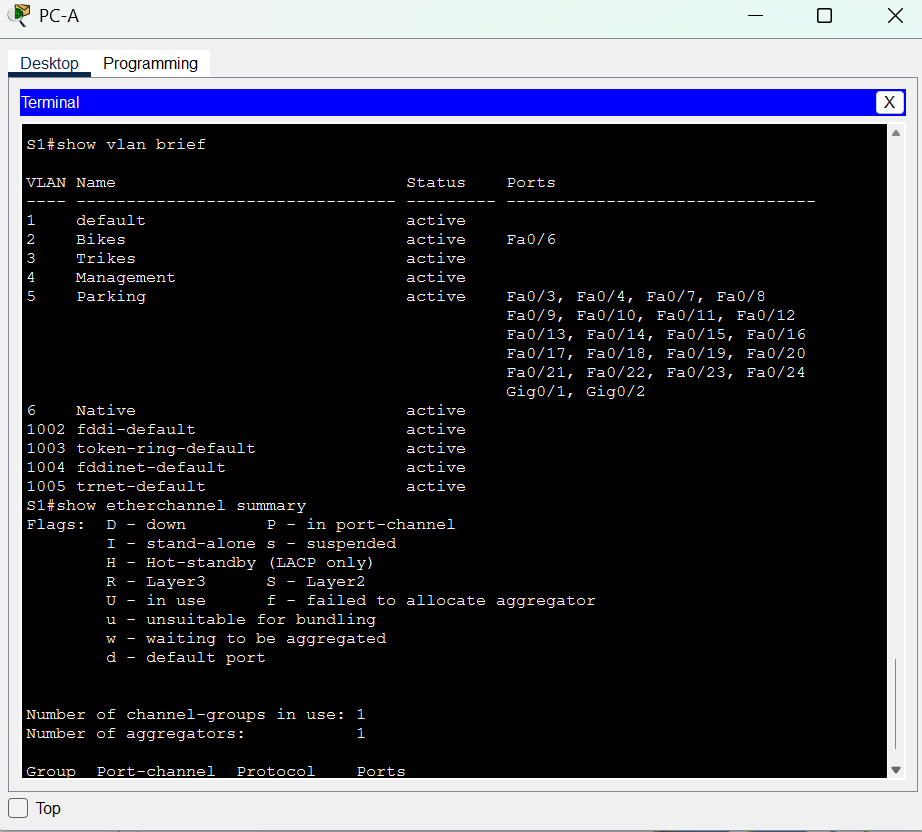 PC-A
Desktop Programming
Terminal X
S1#show vlan brief
VLAN Name Status Ports
---- -------------------------------- --------- -------------------------------
1 default active
2 Bikes active Fa0/6
3 Trikes active
4 Management active
5 Parking active Fa0/3, Fa0/4, Fa0/7, Fa0/8
Fa0/9, Fa0/10, Fa0/11, Fa0/12
Fa0/13, Fa0/14, Fa0/15, Fa0/16
Fa0/17, Fa0/18, Fa0/19, Fa0/20
Fa0/21, Fa0/22, Fa0/23, Fa0/24
Gig0/1, Gig0/2
6 Native active
1002 fddi-default active
1003 token-ring-default active
1004 fddinet-default active
1005 trnet-default active
S1#show etherchannel summary
Flags: D - down P - in port-channel
I - stand-alone s - suspended
H - Hot-standby (LACP only)
R - Layer3 S - Layer2
U - in use f - failed to allocate aggregator
u - unsuitable for bundling
w - waiting to be aggregated
d - default port
Number of channel-groups in use: 1
Number of aggregators: 1
Group Port-channel Protocol Ports
Top